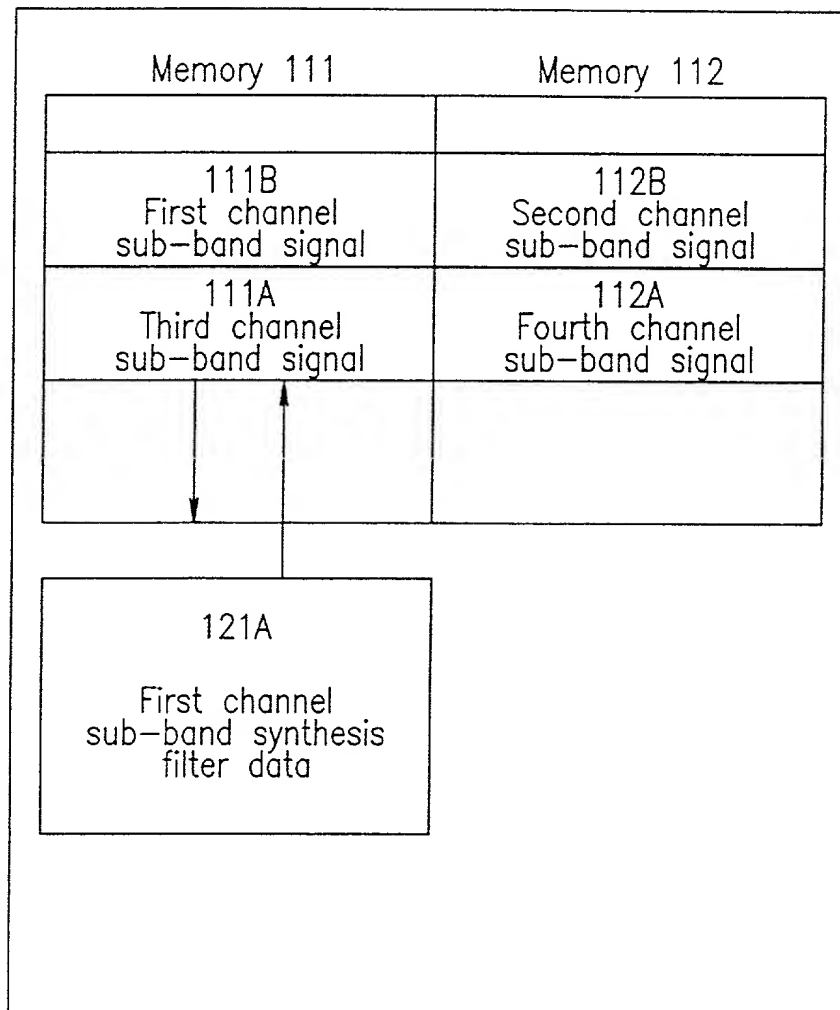 Memory 111
Memory 112
111B
First channel
sub-band signal
112B
Second channel
sub-band signal
111A
Third channel
sub-band signal
112A
Fourth channel
sub-band signal
121A
First channel
sub-band synthesis
filter data